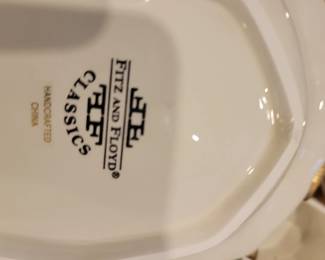 FITZ AND FLOYD®
CLASSICS
HANDCRAFTED
CHINA